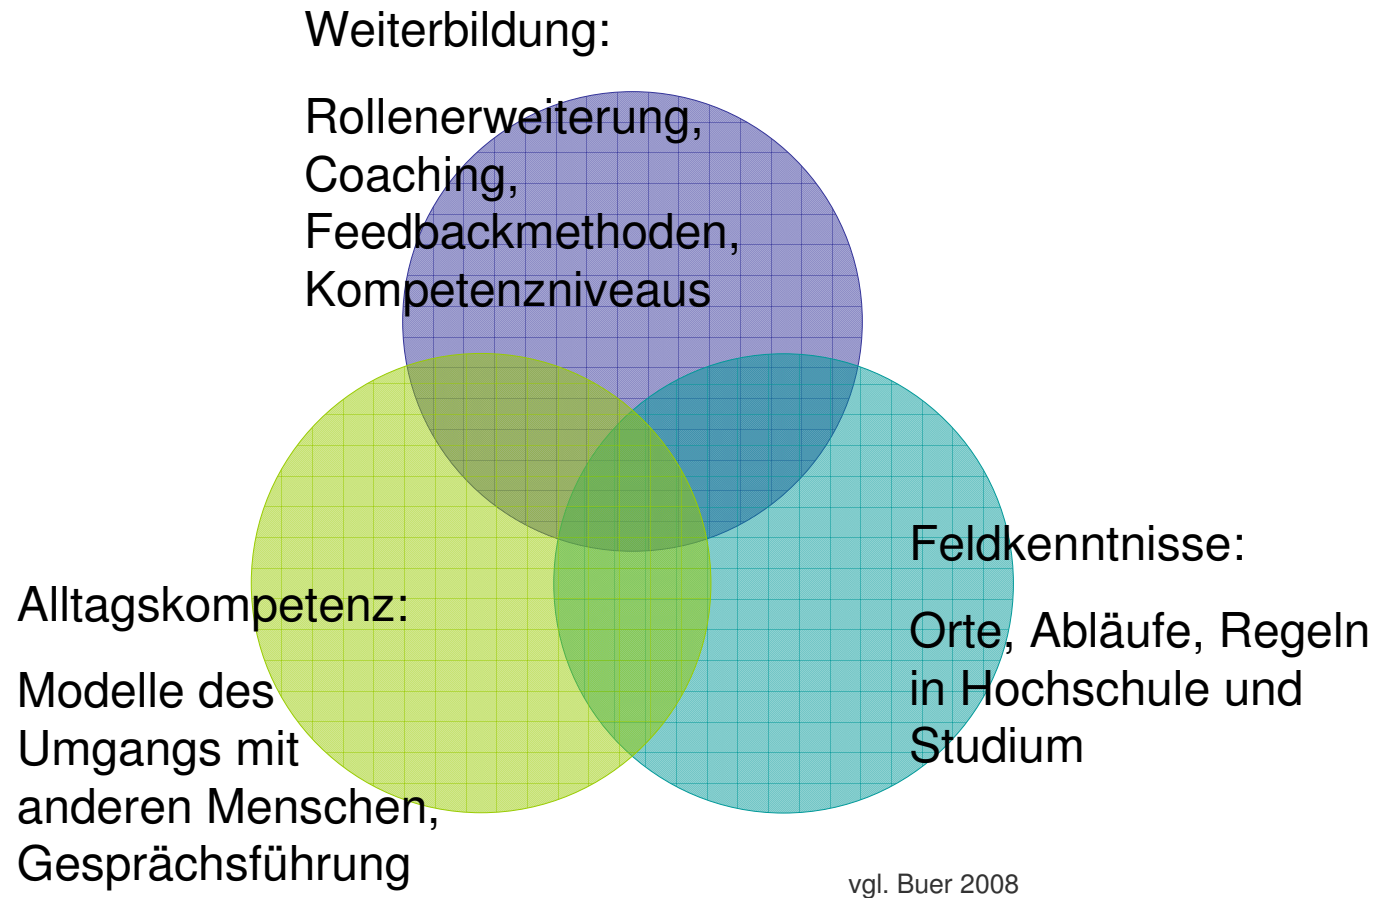 Weiterbildung:
Rollenerweiterung,
Coaching,
Feedbackmethoden,
Kompetenzniveaus
Feldkenntnisse:
Orte, Abläufe, Regeln
in Hochschule und
Studium
Alltagskompetenz:
Modelle des
Umgangs mit
anderen Menschen,
Gesprächsführung
vgl. Buer 2008